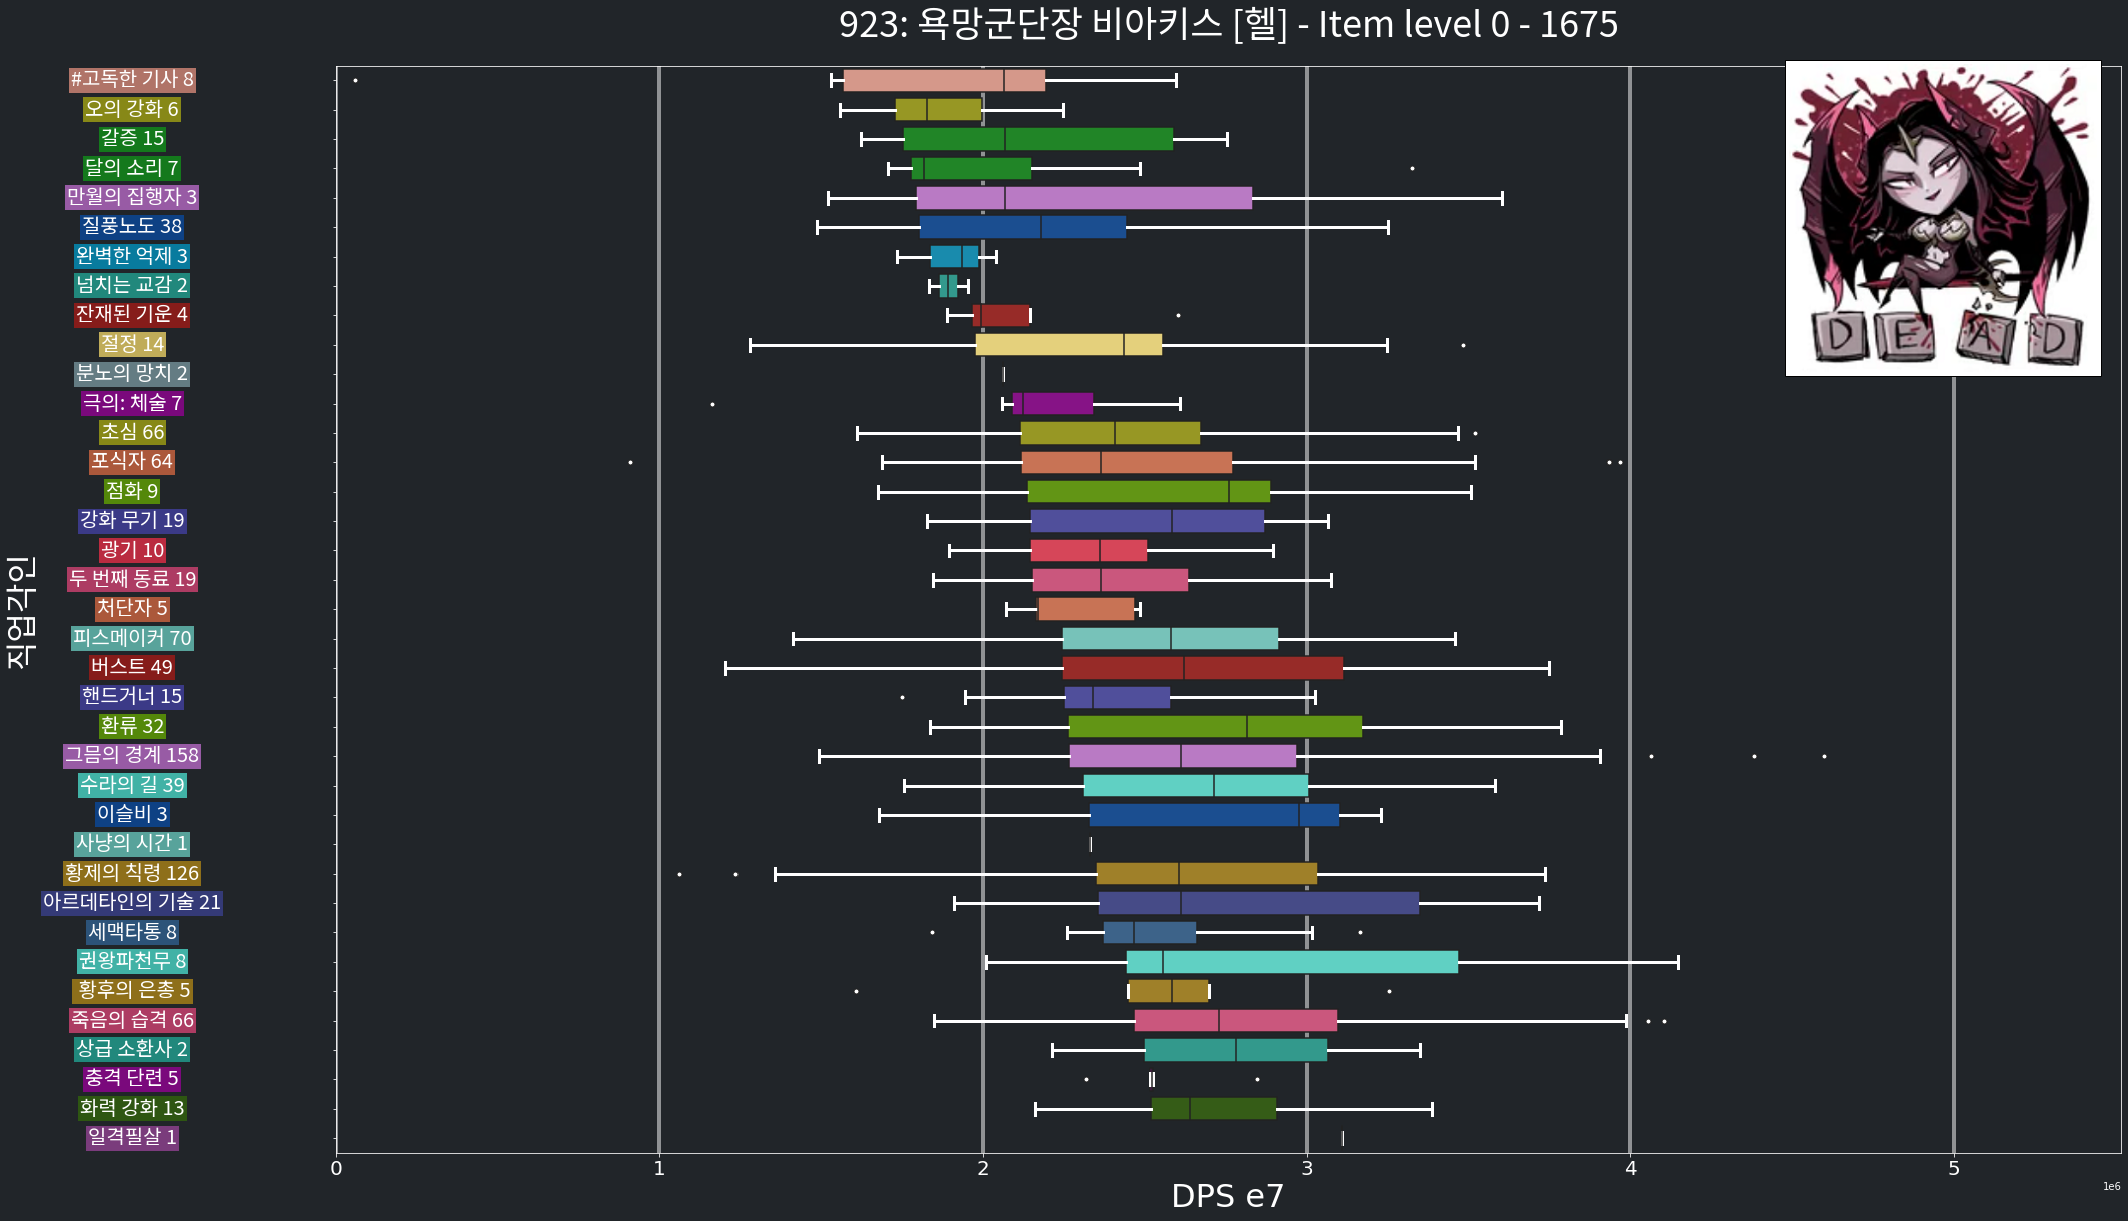 923: 욕망군단장 비아키스 [헬] - Item level 0 - 1675
#고독한 기사 8
오의 강화 6
갈증 15
달의 소리 7
만월의 집행자 3
질풍노도 38
완벽한 억제 3
넘치는 교감 2
잔재된 기운 4
절정 14
분노의 망치 2
극의: 체술 7
초심 66
포식자 64
점화 9
강화 무기 19
광기 10
두 번째 동료 19
처단자 5
피스메이커 70
버스트 49
핸드거너 15
환류 32
그믐의 경계 158
수라의 길 39
이슬비 3
사냥의 시간 1
황제의 칙령 126
아르데타인의 기술 21
세맥타통 8
권왕파천무 8
황후의 은총 5
죽음의 습격 66
상급 소환사 2
충격 단련 5
화력 강화 13
일격필살 1
직업각인
DEAD
0 1 2 3 4 5
1e6
DPS e7